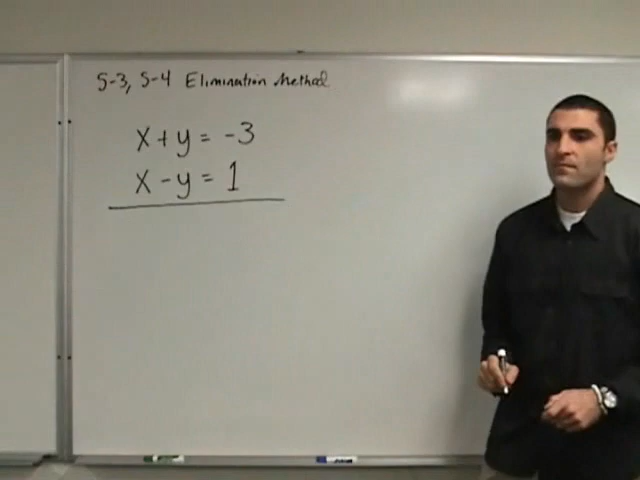 5-3, 5-4 Elimination Method
x + y = -3
x - y = 1